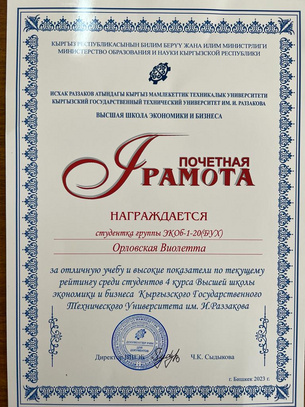 КЫРГЫЗ РЕСПУБЛИКАСЫНЫН БИЛИМ БЕРҮҮ ЖАНА ИЛИМ МИНИСТРЛИГИ
МИНИСТЕРСТВО ОБРАЗОВАНИЯ И НАУКИ КЫРГЫЗСКОЙ РЕСПУБЛИКИ
ИСХАК РАЗЗАКОВ АТЫНДАГЫ КЫРГЫЗ МАМЛЕКЕТТИК ТЕХНИКАЛЫК УНИВЕРСИТЕТИ
КЫРГЫЗСКИЙ ГОСУДАРСТВЕННЫЙ ТЕХНИЧЕСКИЙ УНИВЕРСИТЕТ ИМ. И. РАЗЗАКОВА
ВЫСШАЯ ШКОЛА ЭКОНОМИКИ И БИЗНЕСА
ПОЧЕТНАЯ
ГРАМОТА
НАГРАЖДАЕТСЯ
студентка группы ЭКОб-1-20(БУХ)
Орловская Виолетта
за отличную учебу и высокие показатели по текущему
рейтингу среди студентов 4 курса Высшей школы
экономики и бизнеса Кыргызского Государственного
Технического Университета им. И.Раззакова
Директор ВШЭиБ Ч.К. Сыдыкова
г. Бишкек 2023 г.